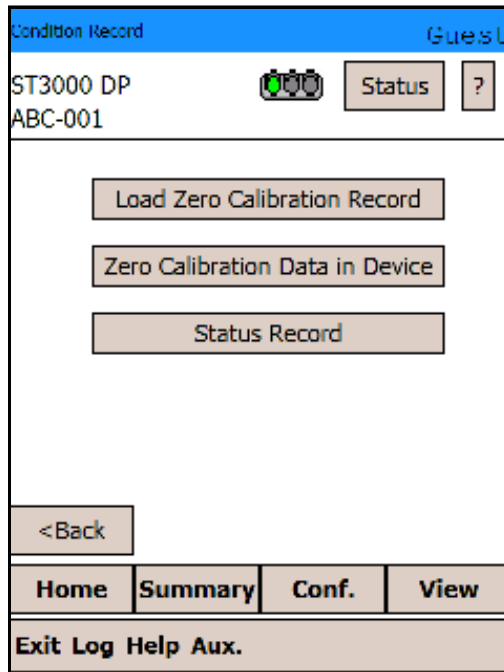 Condition Record Guest
ST3000 DP Status ?
ABC-001
Load Zero Calibration Record
Zero Calibration Data in Device
Status Record
<Back
Home Summary Conf. View
Exit Log Help Aux.